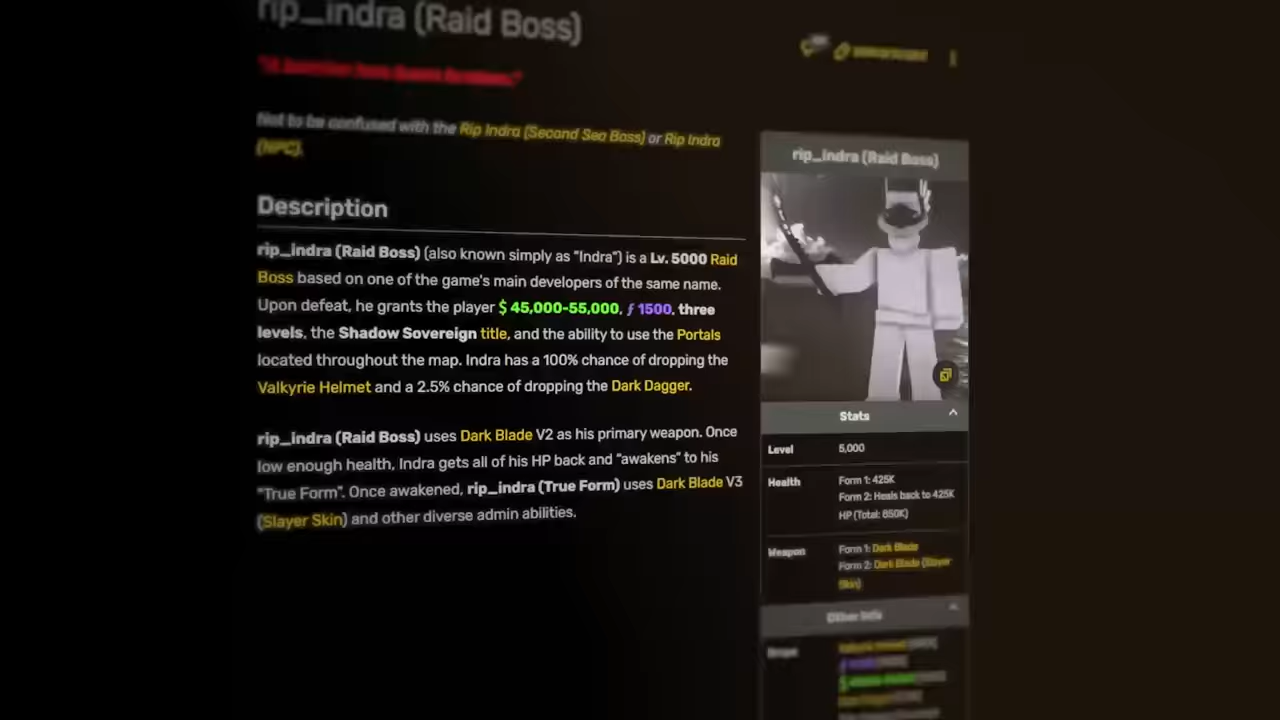 rip_indra (Raid Boss)
Not to be confused with the Rip Indra (Second Sea Boss) or Rip Indra
(NPC).
Description
rip_indra (Raid Boss) (also known simply as "Indra") is a Lv. 5000 Raid
Boss based on one of the game's main developers of the same name.
Upon defeat, he grants the player $ 45,000-55,000, ƒ 1500, three
levels, the Shadow Sovereign title, and the ability to use the Portals
located throughout the map. Indra has a 100% chance of dropping the
Valkyrie Helmet and a 2.5% chance of dropping the Dark Dagger.
rip_indra (Raid Boss) uses Dark Blade V2 as his primary weapon. Once
low enough health, Indra gets all of his HP back and "awakens" to his
"True Form". Once awakened, rip_indra (True Form) uses Dark Blade V3
(Slayer Skin) and other diverse admin abilities.
rip_indra (Raid Boss)
Stats
Level 5,000
Health Form 1: 425K
Form 2: Heals back to 425K
HP (Total: 850K)
Weapon Form 1: Dark Blade
Form 2: Dark Blade (Slayer
Skin)
Other Info
Drops